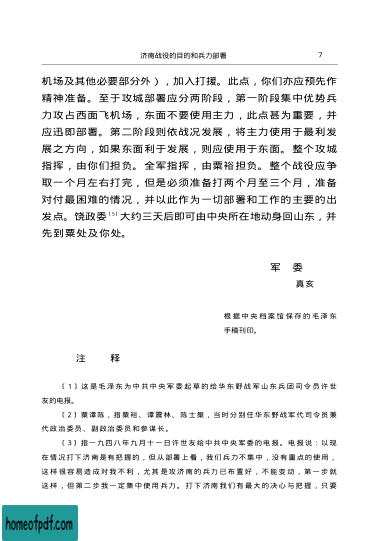 济南战役的目的和兵力部署 7
机场及其他必要部分外），加入打援。此点，你们亦应预先作
精神准备。至于攻城部署应分两阶段，第一阶段集中优势兵
力攻占西面飞机场，东面不要使用主力，此点甚为重要，并
应迅即部署。第二阶段则依战况发展，将主力使用于最利发
展之方向，如果东面利于发展，则应使用于东面。整个攻城
指挥，由你们担负。全军指挥，由粟裕担负。整个战役应争
取一个月左右打完，但是必须准备打两个月至三个月，准备
对付最困难的情况，并以此作为一切部署和工作的主要的出
发点。饶政委〔5〕大约三天后即可由中央所在地动身回山东，并
先到粟处及你处。
军 委
真亥
根据中央档案馆保存的毛泽东
手稿刊印。
注 释
〔1〕这是毛泽东为中共中央军委起草的给华东野战军山东兵团司令员许世
友的电报。
〔2〕粟谭陈，指粟裕、谭震林、陈士榘，当时分别任华东野战军代司令员兼
代政治委员、副政治委员和参谋长。
〔3〕指一九四八年九月十一日许世友给中共中央军委的电报。电报说：以现
在情况打下济南是有把握的，但从部署上看，我们兵力不集中，没有重点的使用，
这样很容易造成对我不利，尤其是攻济南的兵力已布置好，不能变动，第一步就
这样，但第二步我一定集中使用兵力。打下济南我们有最大的决心与把握，只要
homeofpdf.com